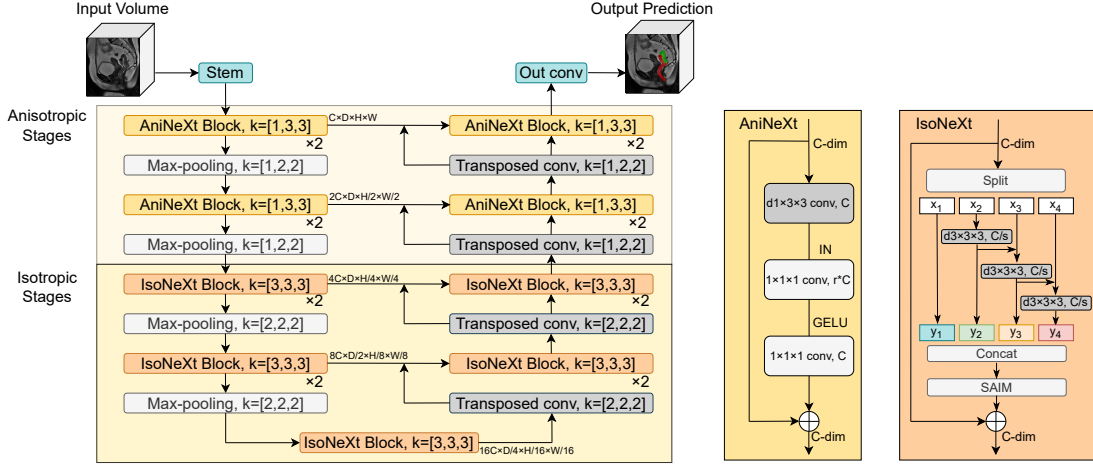 Input Volume
Output Prediction
Stem
Out conv
Anisotropic
Stages
AniNeXt Block, k=[1,3,3]
×2
C×D×H×W
AniNeXt Block, k=[1,3,3]
×2
Max-pooling, k=[1,2,2]
Transposed conv, k=[1,2,2]
AniNeXt Block, k=[1,3,3]
×2
2C×D×H/2×W/2
AniNeXt Block, k=[1,3,3]
×2
Max-pooling, k=[1,2,2]
Transposed conv, k=[1,2,2]
Isotropic
Stages
IsoNeXt Block, k=[3,3,3]
×2
4C×D×H/4×W/4
IsoNeXt Block, k=[3,3,3]
×2
Max-pooling, k=[2,2,2]
Transposed conv, k=[2,2,2]
IsoNeXt Block, k=[3,3,3]
×2
8C×D/2×H/8×W/8
IsoNeXt Block, k=[3,3,3]
×2
Max-pooling, k=[2,2,2]
Transposed conv, k=[2,2,2]
IsoNeXt Block, k=[3,3,3]
16C×D/4×H/16×W/16
AniNeXt
C-dim
d1×3×3 conv, C
IN
1×1×1 conv, r*C
GELU
1×1×1 conv, C
C-dim
IsoNeXt
C-dim
Split
x1 x2 x3 x4
d3×3×3, C/s
d3×3×3, C/s
d3×3×3, C/s
y1 y2 y3 y4
Concat
SAIM
C-dim